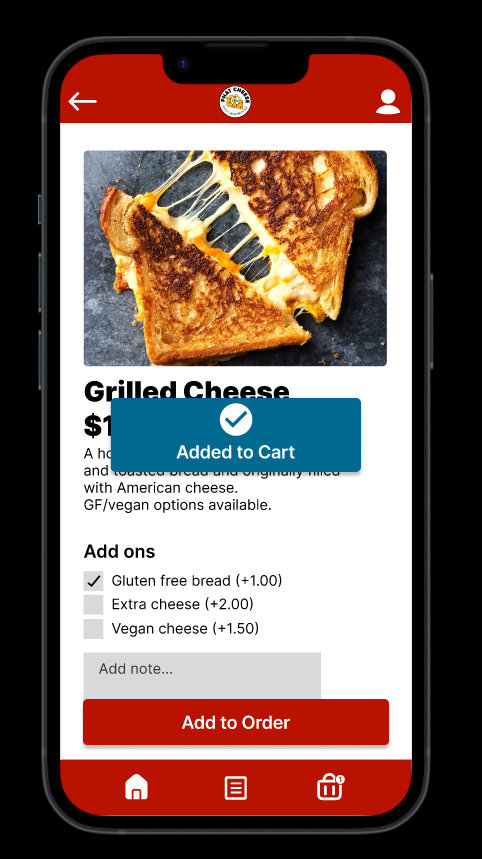 PHAT CHEESE
Grilled Cheese
$1
Added to Cart
A ho
and toasted bread and originally filled
with American cheese.
GF/vegan options available.
Add ons
Gluten free bread (+1.00)
Extra cheese (+2.00)
Vegan cheese (+1.50)
Add note...
Add to Order
1